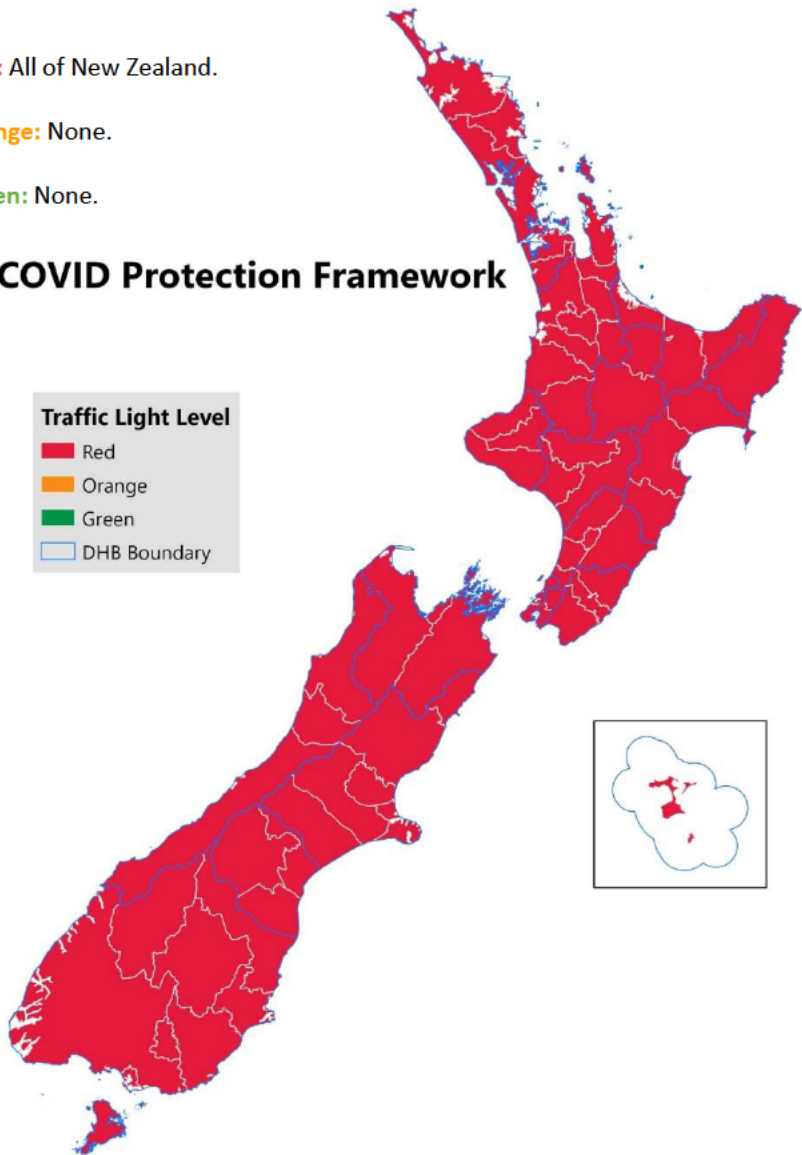 : All of New Zealand.
nge: None.
en: None.
COVID Protection Framework
Traffic Light Level
Red
Orange
Green
DHB Boundary